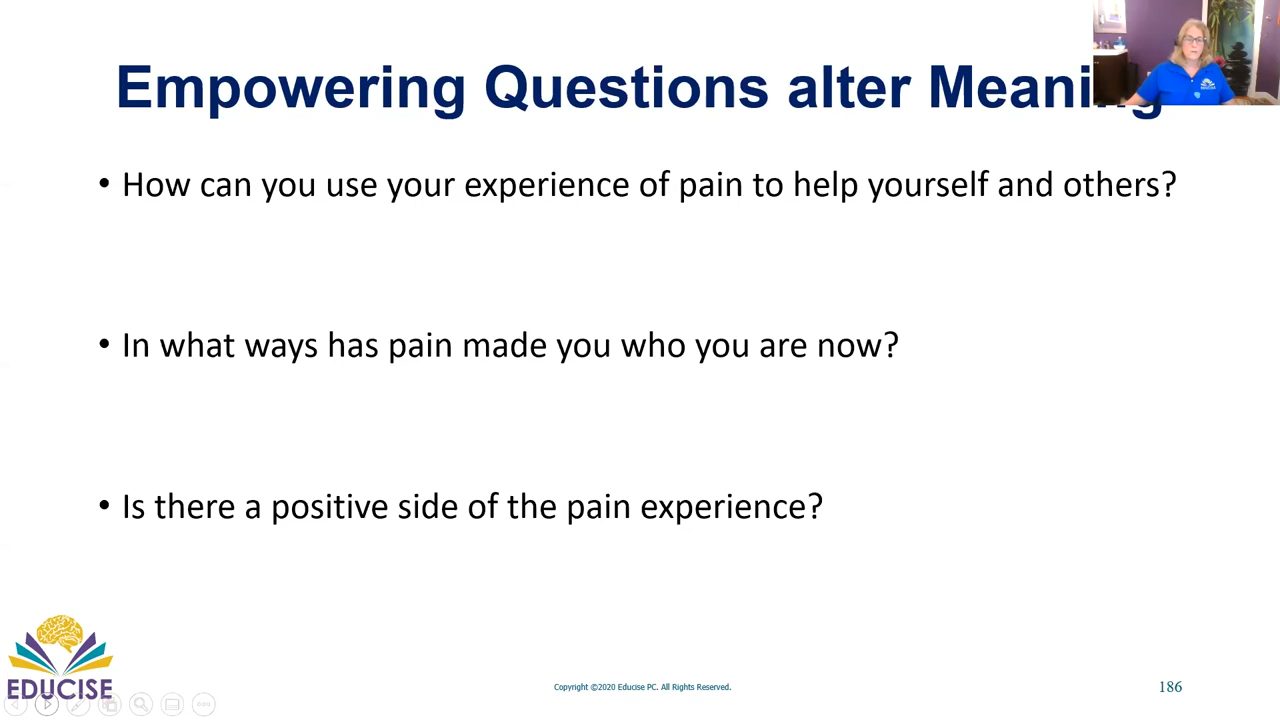 Empowering Questions alter Meaning
• How can you use your experience of pain to help yourself and others?
• In what ways has pain made you who you are now?
• Is there a positive side of the pain experience?
EDUCISE
EDUCISE
Copyright ©2020 Educise PC. All Rights Reserved.
186